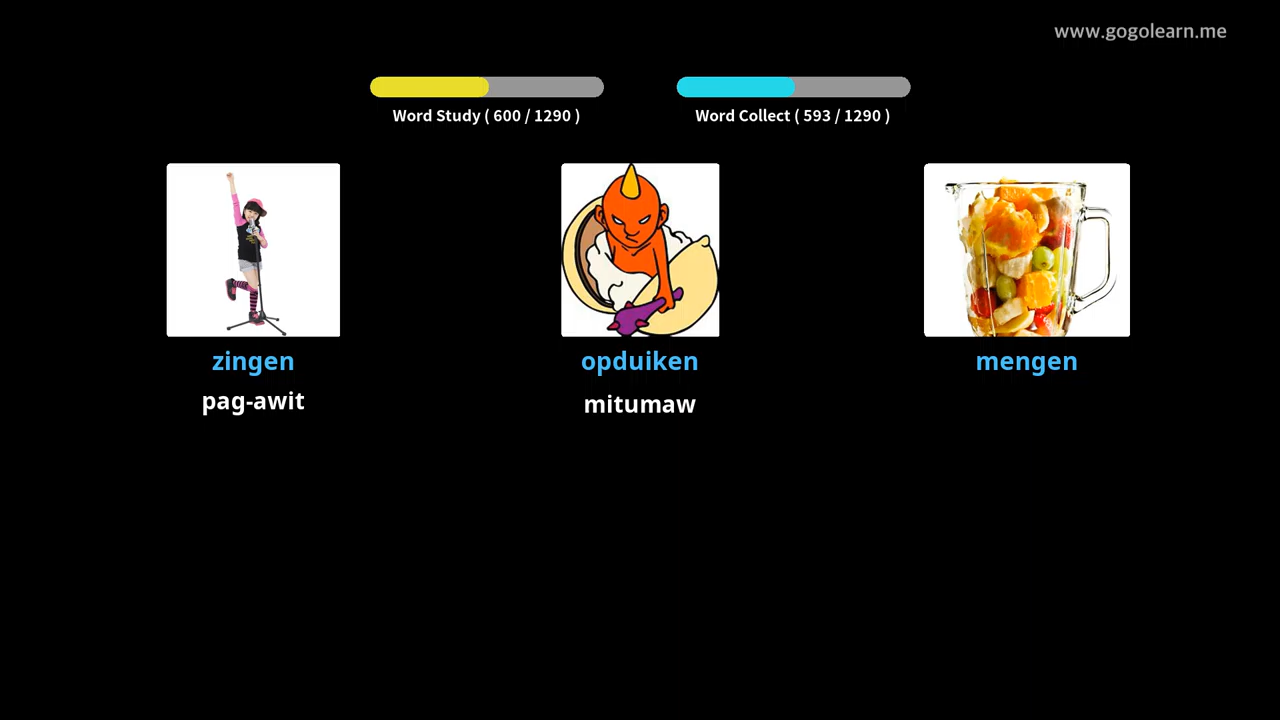 www.gogolearn.me
Word Study ( 600 / 1290 )
Word Collect ( 593 / 1290 )
zingen
opduiken
mengen
pag-awit
mitumaw